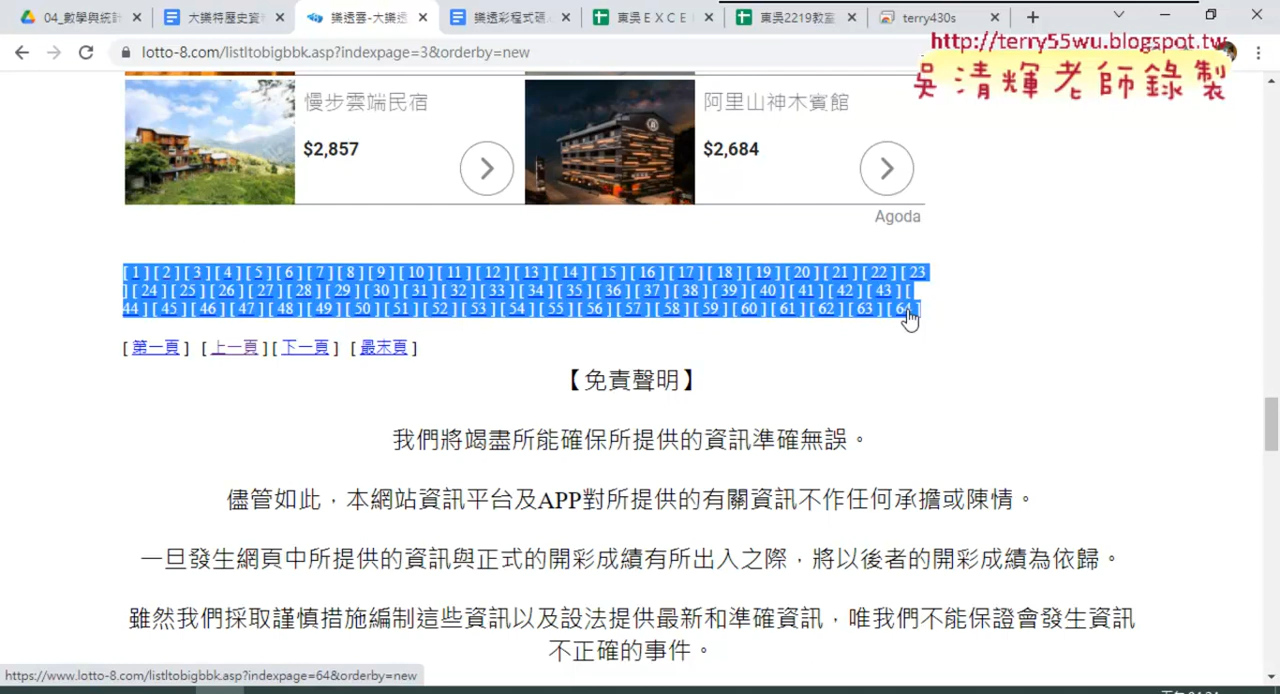 04_數學與統計
大樂特歷史資料
樂透雲-大樂透
樂透彩程式碼
東吳ＥＸＣＥ
東吳2219教室
terry430s
lotto-8.com/listltobigbbk.asp?indexpage=3&orderby=new
http://terry55wu.blogspot.tw
吳清輝老師錄製
慢步雲端民宿
$2,857
阿里山神木賓館
$2,684
Agoda
[ 1 ] [ 2 ] [ 3 ] [ 4 ] [ 5 ] [ 6 ] [ 7 ] [ 8 ] [ 9 ] [ 10 ] [ 11 ] [ 12 ] [ 13 ] [ 14 ] [ 15 ] [ 16 ] [ 17 ] [ 18 ] [ 19 ] [ 20 ] [ 21 ] [ 22 ] [ 23
] [ 24 ] [ 25 ] [ 26 ] [ 27 ] [ 28 ] [ 29 ] [ 30 ] [ 31 ] [ 32 ] [ 33 ] [ 34 ] [ 35 ] [ 36 ] [ 37 ] [ 38 ] [ 39 ] [ 40 ] [ 41 ] [ 42 ] [ 43 ] [
44 ] [ 45 ] [ 46 ] [ 47 ] [ 48 ] [ 49 ] [ 50 ] [ 51 ] [ 52 ] [ 53 ] [ 54 ] [ 55 ] [ 56 ] [ 57 ] [ 58 ] [ 59 ] [ 60 ] [ 61 ] [ 62 ] [ 63 ] [ 64 ]
[ 第一頁 ] [ 上一頁 ] [ 下一頁 ] [ 最末頁 ]
【免責聲明】
我們將竭盡所能確保所提供的資訊準確無誤。
儘管如此，本網站資訊平台及APP對所提供的有關資訊不作任何承擔或陳情。
一旦發生網頁中所提供的資訊與正式的開彩成績有所出入之際，將以後者的開彩成績為依歸。
雖然我們採取謹慎措施編制這些資訊以及設法提供最新和準確資訊，唯我們不能保證會發生資訊
不正確的事件。
https://www.lotto-8.com/listltobigbbk.asp?indexpage=64&orderby=new